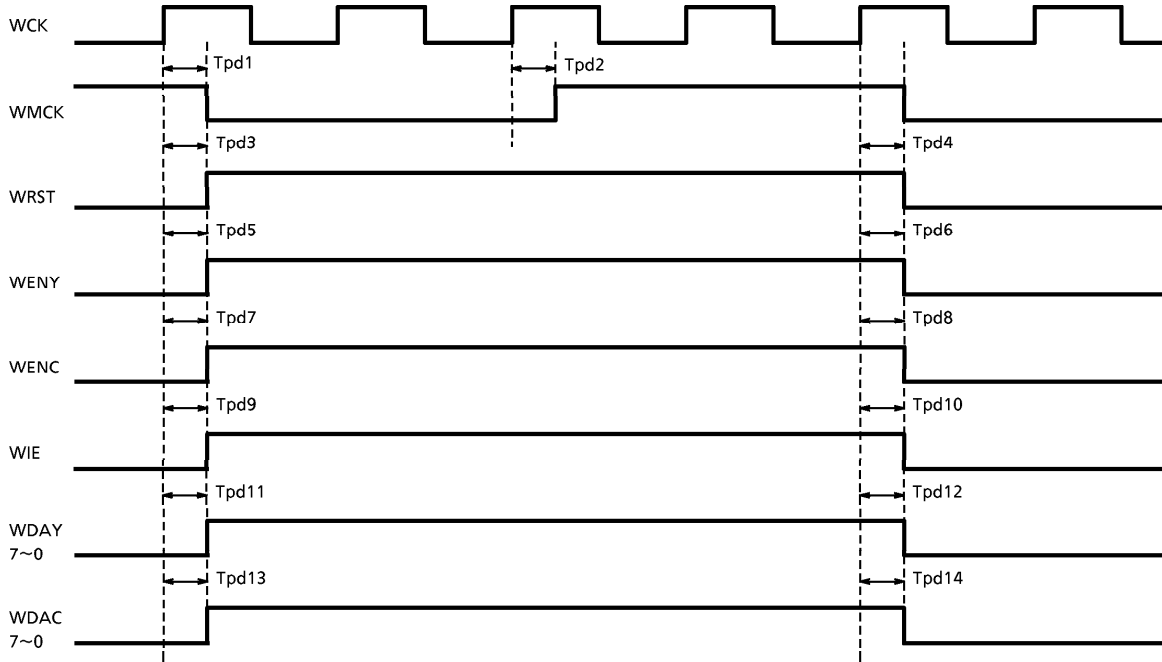 WCK
Tpd1
Tpd2
WMCK
Tpd3
Tpd4
WRST
Tpd5
Tpd6
WENY
Tpd7
Tpd8
WENC
Tpd9
Tpd10
WIE
Tpd11
Tpd12
WDAY
7~0
Tpd13
Tpd14
WDAC
7~0